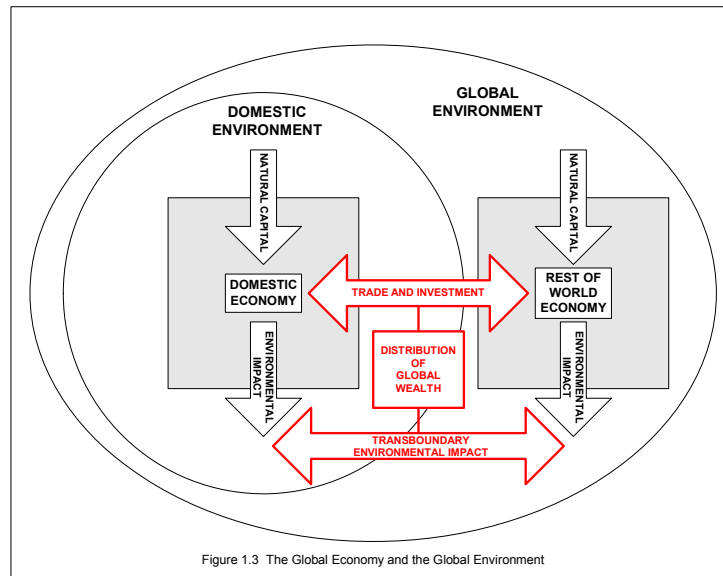 DOMESTIC
ENVIRONMENT
GLOBAL
ENVIRONMENT
NATURAL CAPITAL
NATURAL CAPITAL
DOMESTIC
ECONOMY
TRADE AND INVESTMENT
REST OF
WORLD
ECONOMY
ENVIRONMENTAL
IMPACT
DISTRIBUTION
OF
GLOBAL
WEALTH
ENVIRONMENTAL
IMPACT
TRANSBOUNDARY
ENVIRONMENTAL IMPACT
Figure 1.3 The Global Economy and the Global Environment